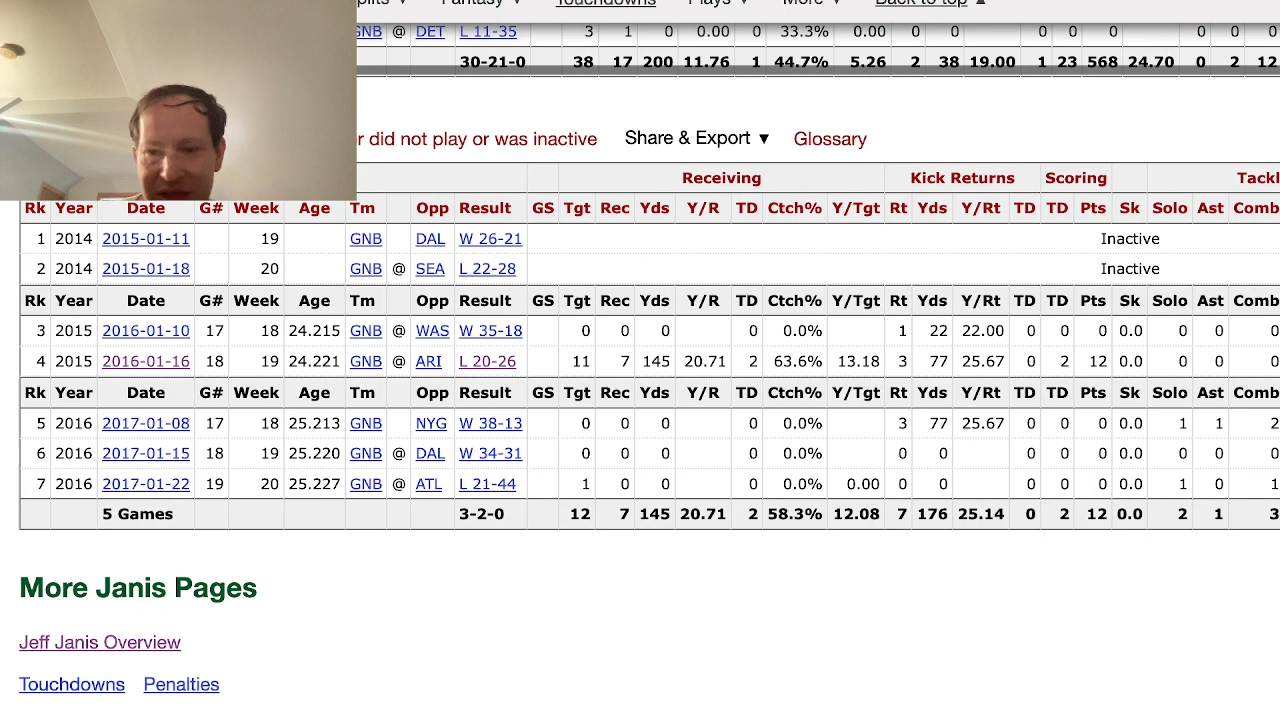 plits ▼ Fantasy ▼ Touchdowns Plays ▼ More ▼ Back to top ▲
GNB @ DET L 11-35 3 1 0 0.00 0 33.3% 0.00 0 0 0 0 0 0 0 0
30-21-0 38 17 200 11.76 1 44.7% 5.26 2 38 19.00 1 23 568 24.70 0 2 12
r did not play or was inactive Share & Export ▼ Glossary
Receiving Kick Returns Scoring Tackl
Rk Year Date G# Week Age Tm Opp Result GS Tgt Rec Yds Y/R TD Ctch% Y/Tgt Rt Yds Y/Rt TD TD Pts Sk Solo Ast Comb
1 2014 2015-01-11 19 GNB DAL W 26-21 Inactive
2 2014 2015-01-18 20 GNB @ SEA L 22-28 Inactive
Rk Year Date G# Week Age Tm Opp Result GS Tgt Rec Yds Y/R TD Ctch% Y/Tgt Rt Yds Y/Rt TD TD Pts Sk Solo Ast Comb
3 2015 2016-01-10 17 18 24.215 GNB @ WAS W 35-18 0 0 0 0 0.0% 1 22 22.00 0 0 0 0.0 0 0 0
4 2015 2016-01-16 18 19 24.221 GNB @ ARI L 20-26 11 7 145 20.71 2 63.6% 13.18 3 77 25.67 0 2 12 0.0 0 0 0
Rk Year Date G# Week Age Tm Opp Result GS Tgt Rec Yds Y/R TD Ctch% Y/Tgt Rt Yds Y/Rt TD TD Pts Sk Solo Ast Comb
5 2016 2017-01-08 17 18 25.213 GNB NYG W 38-13 0 0 0 0 0.0% 3 77 25.67 0 0 0 0.0 1 1 2
6 2016 2017-01-15 18 19 25.220 GNB @ DAL W 34-31 0 0 0 0 0.0% 0 0 0 0 0 0.0 0 0 0
7 2016 2017-01-22 19 20 25.227 GNB @ ATL L 21-44 1 0 0 0 0.0% 0.00 0 0 0 0 0 0.0 1 0 1
5 Games 3-2-0 12 7 145 20.71 2 58.3% 12.08 7 176 25.14 0 2 12 0.0 2 1 3
More Janis Pages
Jeff Janis Overview
Touchdowns Penalties